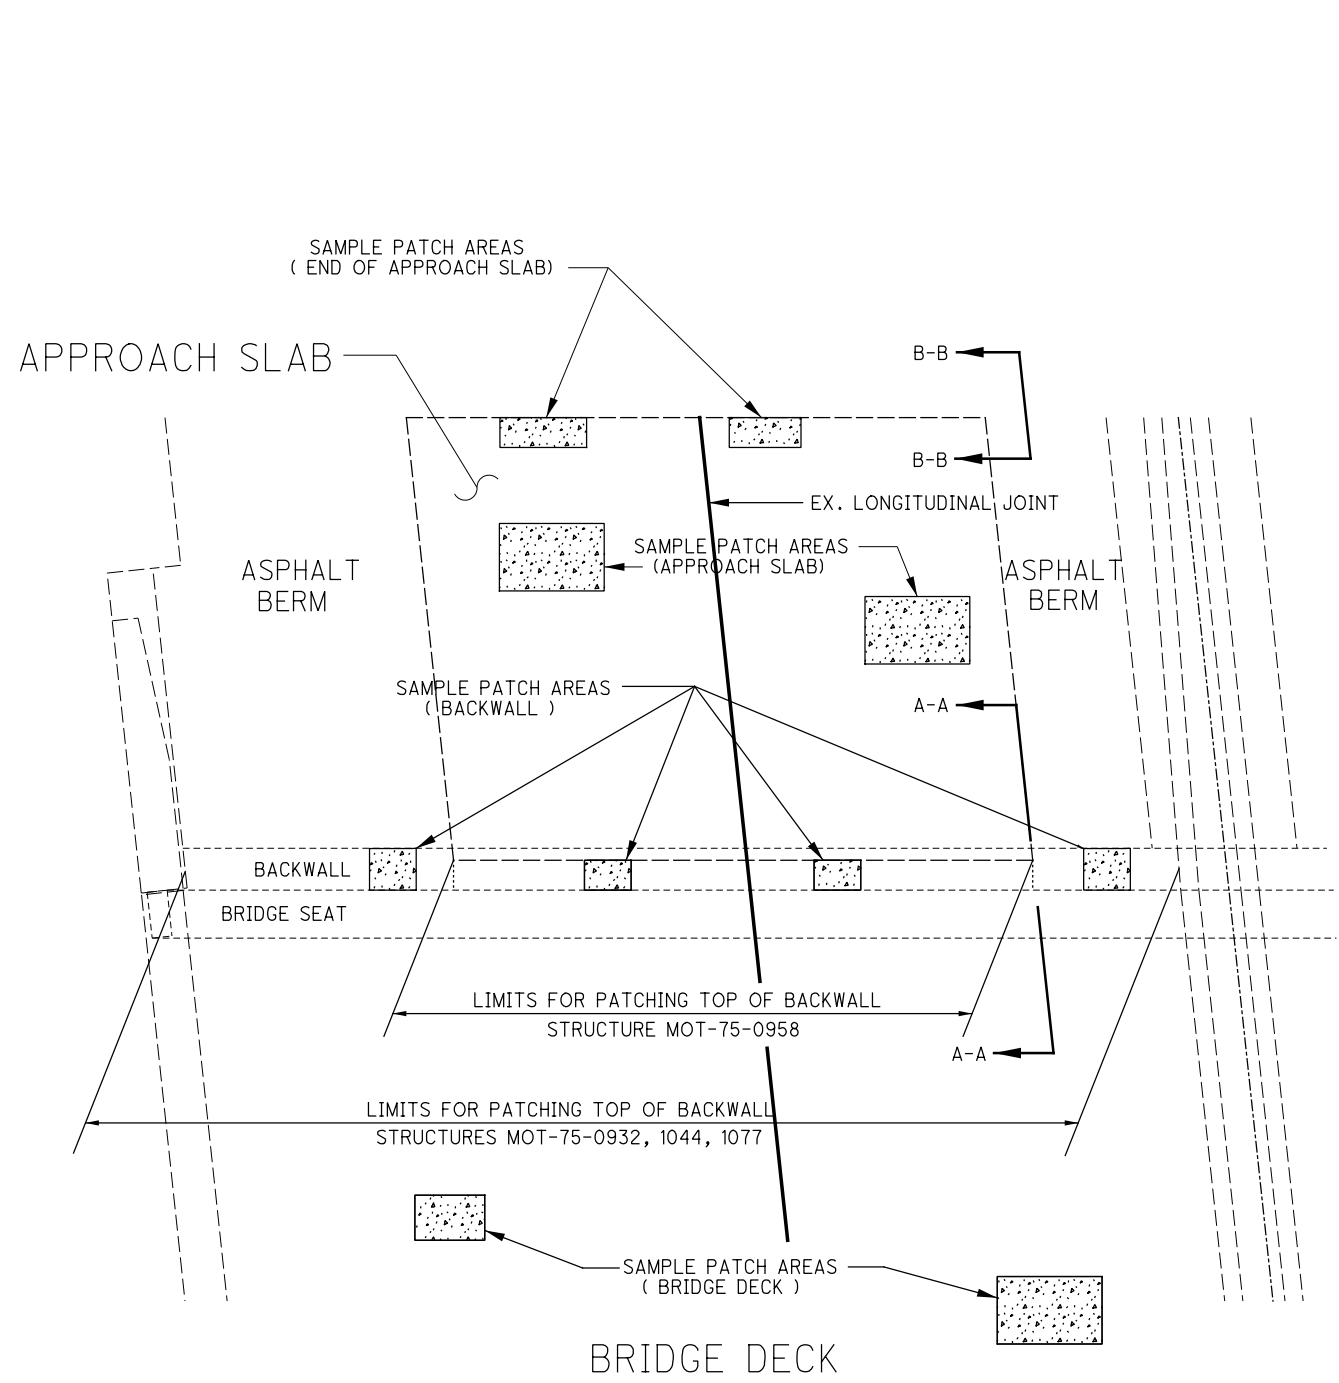 SAMPLE PATCH AREAS
( END OF APPROACH SLAB)
APPROACH SLAB
B-B
B-B
EX. LONGITUDINAL JOINT
SAMPLE PATCH AREAS
(APPROACH SLAB)
ASPHALT
BERM
ASPHALT
BERM
SAMPLE PATCH AREAS
( BACKWALL )
A-A
BACKWALL
BRIDGE SEAT
LIMITS FOR PATCHING TOP OF BACKWALL
STRUCTURE MOT-75-0958
A-A
LIMITS FOR PATCHING TOP OF BACKWALL
STRUCTURES MOT-75-0932, 1044, 1077
SAMPLE PATCH AREAS
( BRIDGE DECK )
BRIDGE DECK